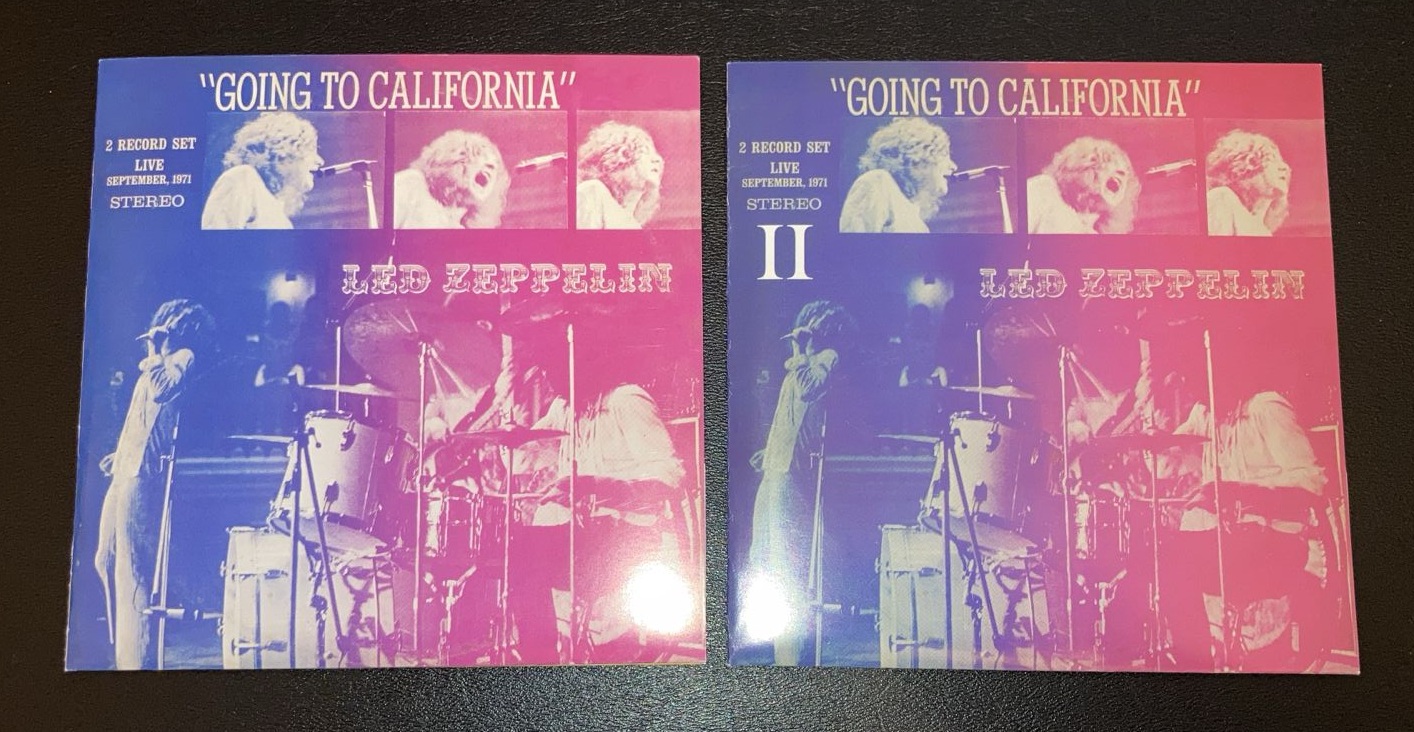 "GOING TO CALIFORNIA"
2 RECORD SET
LIVE
SEPTEMBER, 1971
STEREO
LED ZEPPELIN
"GOING TO CALIFORNIA"
2 RECORD SET
LIVE
SEPTEMBER, 1971
STEREO
II
LED ZEPPELIN